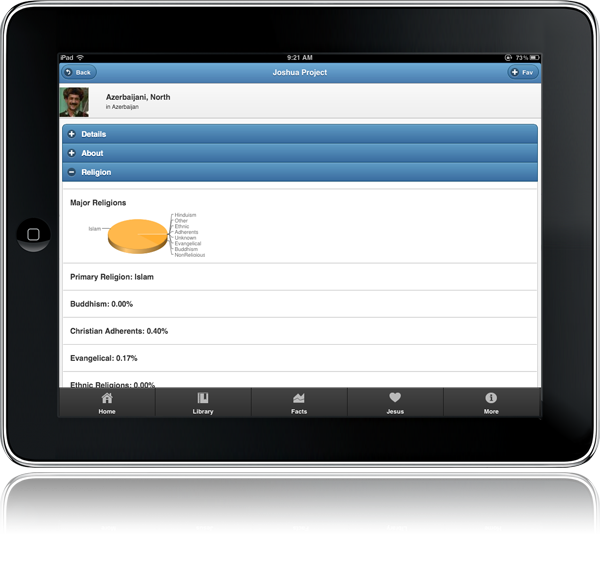 iPad 9:21 AM 73%
Back Joshua Project Fav
Azerbaijani, North
in Azerbaijan
Details
About
Religion
Major Religions
Islam
Hinduism
Other
Ethnic
Adherents
Unknown
Evangelical
Buddhism
NonReligious
Primary Religion: Islam
Buddhism: 0.00%
Christian Adherents: 0.40%
Evangelical: 0.17%
Ethnic Religions: 0.00%
Home Library Facts Jesus More